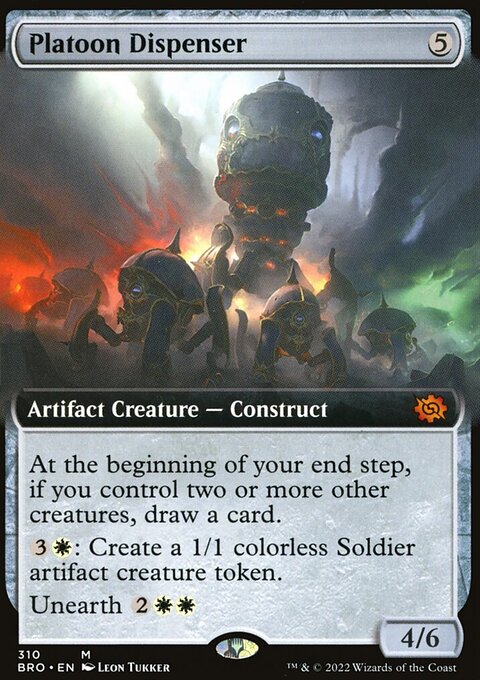 Platoon Dispenser 5
Artifact Creature — Construct
At the beginning of your end step,
if you control two or more other
creatures, draw a card.
3 : Create a 1/1 colorless Soldier
artifact creature token.
Unearth 2
4/6
310 M
BRO • EN LEON TUKKER
™ & © 2022 Wizards of the Coast